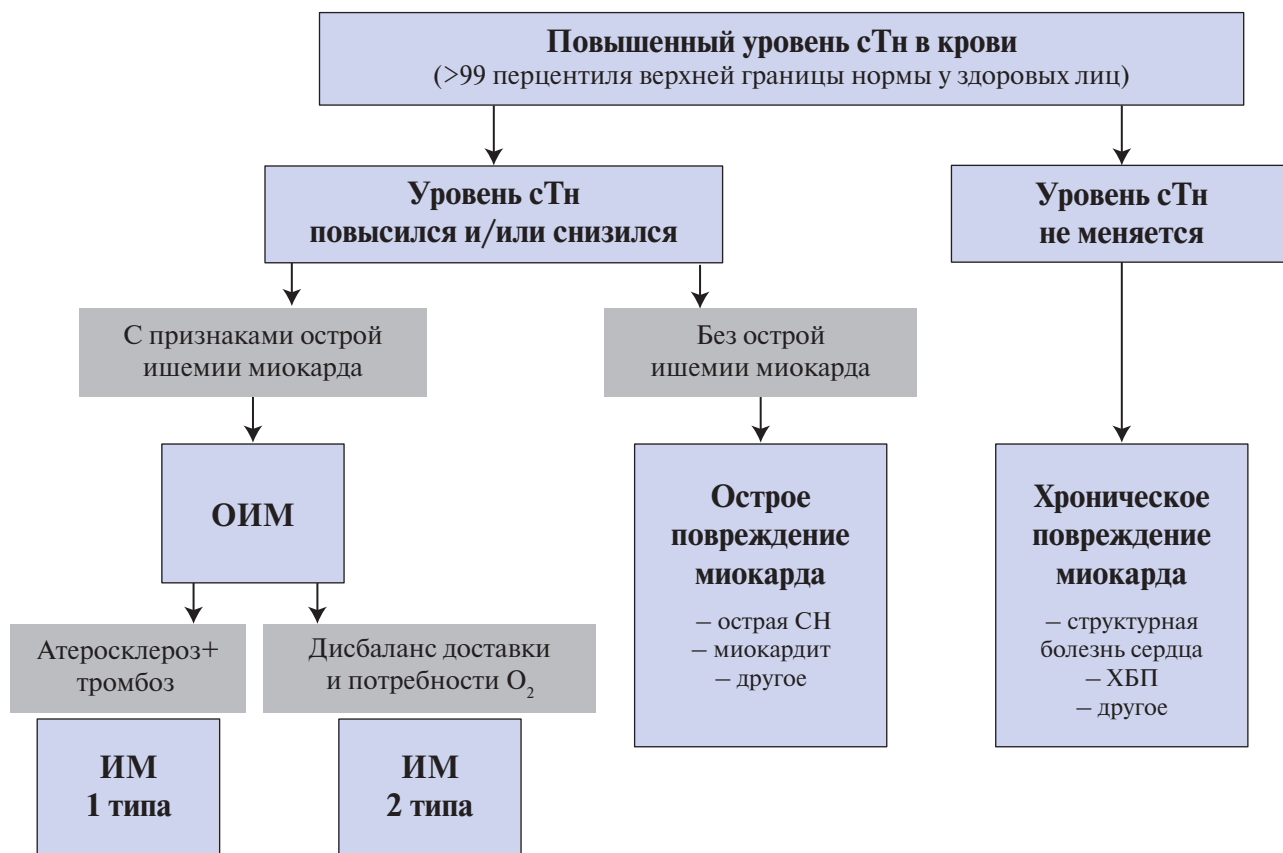 Повышенный уровень сТн в крови
(>99 перцентиля верхней границы нормы у здоровых лиц)
Уровень сТн
повысился и/или снизился
Уровень сТн
не меняется
С признаками острой
ишемии миокарда
Без острой
ишемии миокарда
ОИМ
Острое
повреждение
миокарда
– острая СН
– миокардит
– другое
Хроническое
повреждение
миокарда
– структурная
болезнь сердца
– ХБП
– другое
Атеросклероз+
тромбоз
Дисбаланс доставки
и потребности O₂
ИМ
1 типа
ИМ
2 типа